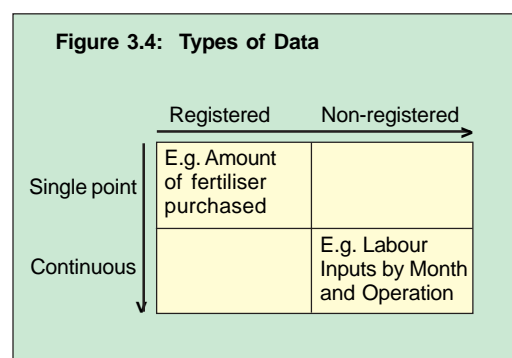 Figure 3.4: Types of Data
Registered Non-registered
Single point
E.g. Amount
of fertiliser
purchased
Continuous
E.g. Labour
Inputs by Month
and Operation